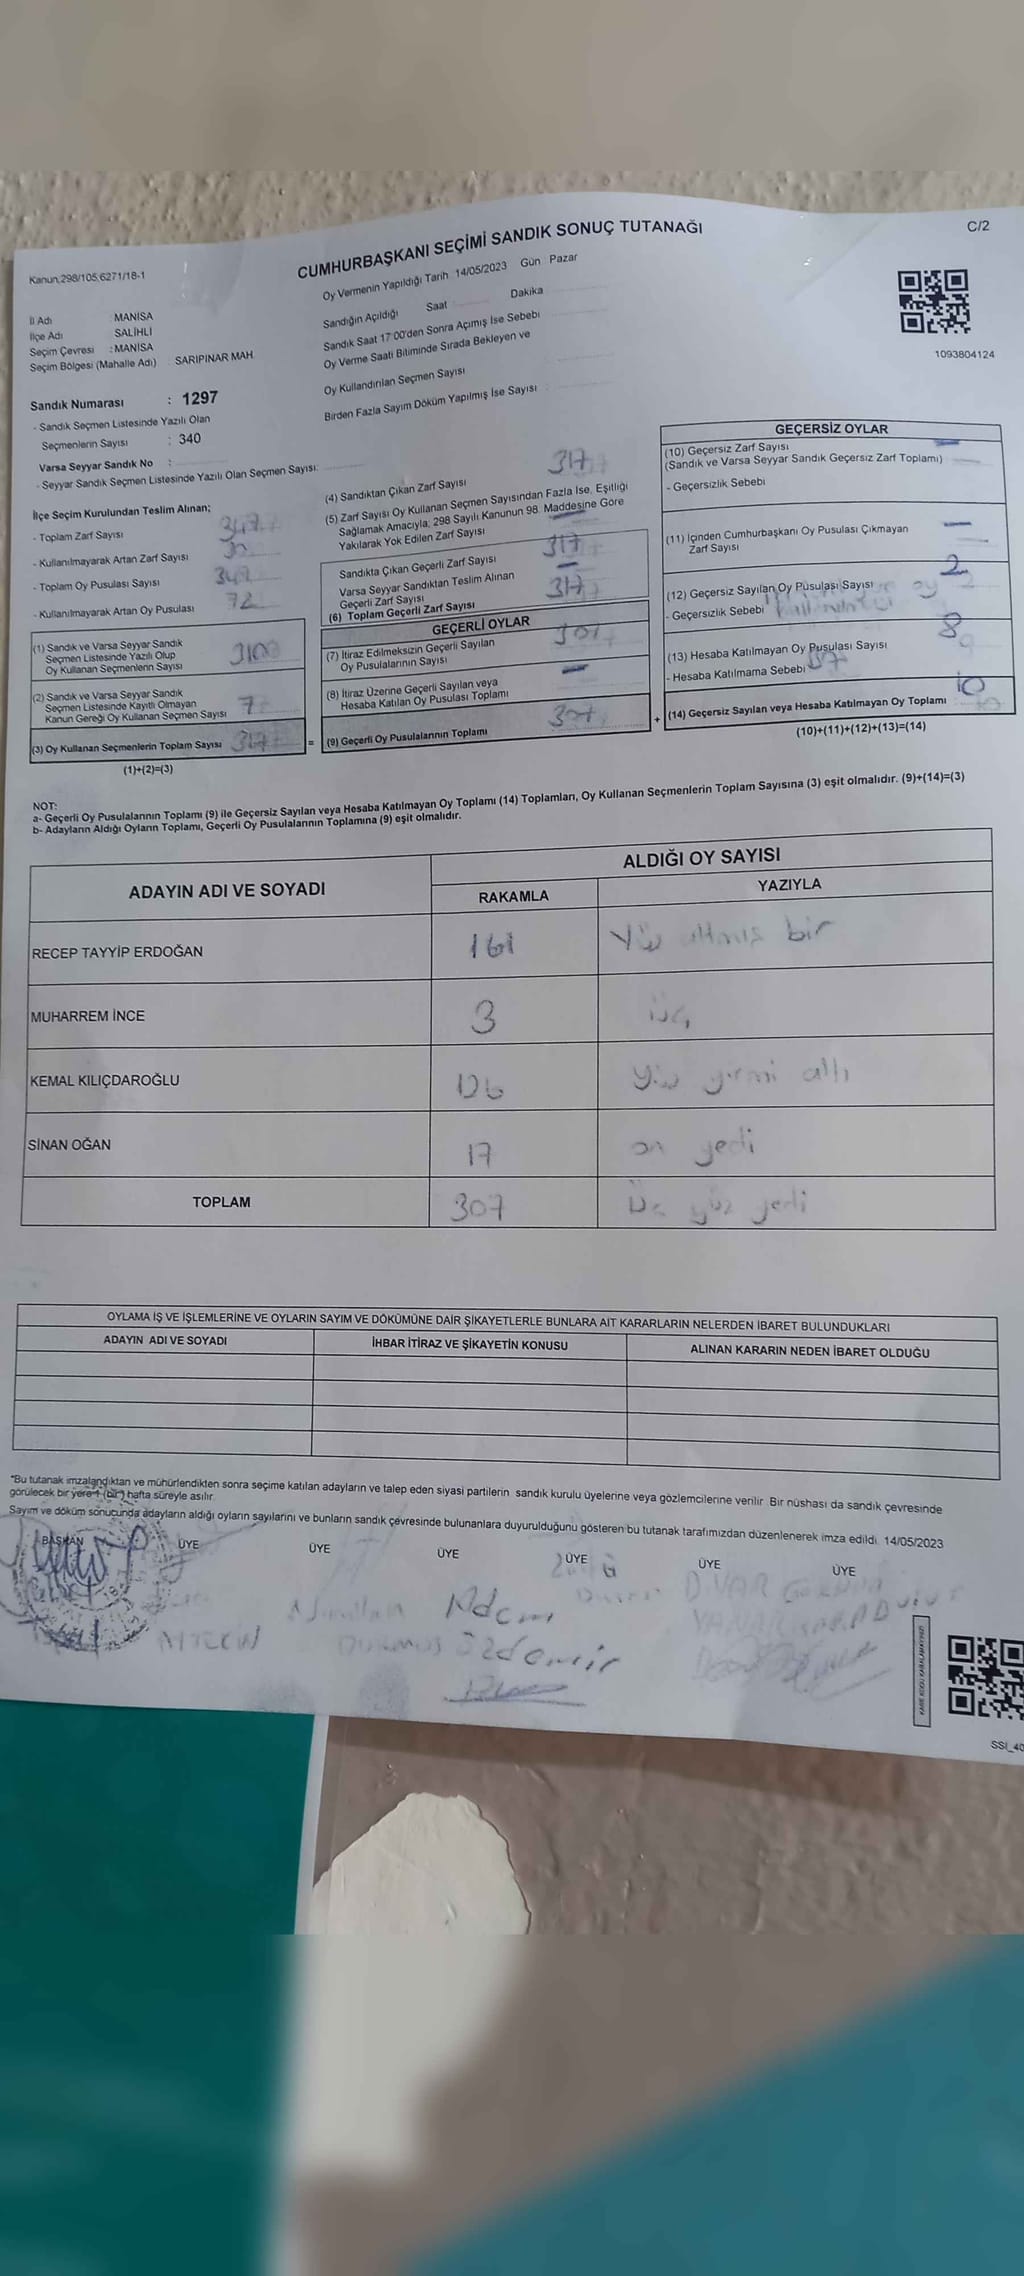 C/2
CUMHURBAŞKANI SEÇİMİ SANDIK SONUÇ TUTANAĞI
Kanun:298/105,6271/18-1
Oy Vermenin Yapıldığı Tarih 14/05/2023 Gün Pazar
İl Adı : MANİSA
İlçe Adı : SALİHLİ
Seçim Çevresi : MANİSA
Seçim Bölgesi (Mahalle Adı) : SARIPINAR MAH.
Sandığın Açıldığı Saat Dakika
Sandık Saat 17:00'den Sonra Açımış İse Sebebi
Oy Verme Saati Bitiminde Sırada Bekleyen ve
Oy Kullandırılan Seçmen Sayısı
Birden Fazla Sayım Döküm Yapılmış İse Sayısı
1093804124
Sandık Numarası : 1297
- Sandık Seçmen Listesinde Yazılı Olan
Seçmenlerin Sayısı : 340
Varsa Seyyar Sandık No :
- Seyyar Sandık Seçmen Listesinde Yazılı Olan Seçmen Sayısı:
İlçe Seçim Kurulundan Teslim Alınan;
- Toplam Zarf Sayısı 347
- Kullanılmayarak Artan Zarf Sayısı
- Toplam Oy Pusulası Sayısı
- Kullanılmayarak Artan Oy Pusulası 72
(1) Sandık ve Varsa Seyyar Sandık
Seçmen Listesinde Yazılı Olup
Oy Kullanan Seçmenlerin Sayısı
(2) Sandık ve Varsa Seyyar Sandık
Seçmen Listesinde Kayıtlı Olmayan
Kanun Gereği Oy Kullanan Seçmen Sayısı 7
(3) Oy Kullanan Seçmenlerin Toplam Sayısı 317
(1)+(2)=(3)
(4) Sandıktan Çıkan Zarf Sayısı 317
(5) Zarf Sayısı Oy Kullanan Seçmen Sayısından Fazla İse, Eşitliği
Sağlamak Amacıyla; 298 Sayılı Kanunun 98. Maddesine Göre
Yakılarak Yok Edilen Zarf Sayısı -
Sandıkta Çıkan Geçerli Zarf Sayısı 317
Varsa Seyyar Sandıktan Teslim Alınan
Geçerli Zarf Sayısı -
(6) Toplam Geçerli Zarf Sayısı 317
GEÇERLİ OYLAR
(7) İtiraz Edilmeksizin Geçerli Sayılan
Oy Pusulalarının Sayısı 307
(8) İtiraz Üzerine Geçerli Sayılan veya
Hesaba Katılan Oy Pusulası Toplamı -
= (9) Geçerli Oy Pusulalarının Toplamı 307
GEÇERSİZ OYLAR
(10) Geçersiz Zarf Sayısı -
(Sandık ve Varsa Seyyar Sandık Geçersiz Zarf Toplamı)
- Geçersizlik Sebebi
(11) İçinden Cumhurbaşkanı Oy Pusulası Çıkmayan
Zarf Sayısı -
(12) Geçersiz Sayılan Oy Pusulası Sayısı 2
- Geçersizlik Sebebi
(13) Hesaba Katılmayan Oy Pusulası Sayısı 8
- Hesaba Katılmama Sebebi
+ (14) Geçersiz Sayılan veya Hesaba Katılmayan Oy Toplamı 10
(10)+(11)+(12)+(13)=(14)
NOT:
a- Geçerli Oy Pusulalarının Toplamı (9) ile Geçersiz Sayılan veya Hesaba Katılmayan Oy Toplamı (14) Toplamları, Oy Kullanan Seçmenlerin Toplam Sayısına (3) eşit olmalıdır. (9)+(14)=(3)
b- Adayların Aldığı Oyların Toplamı, Geçerli Oy Pusulalarının Toplamına (9) eşit olmalıdır.
ADAYIN ADI VE SOYADI
ALDIĞI OY SAYISI
RAKAMLA YAZIYLA
RECEP TAYYİP ERDOĞAN 161 Yüz altmış bir
MUHARREM İNCE 3 üç
KEMAL KILIÇDAROĞLU 126 yüz yirmi altı
SİNAN OĞAN 17 on yedi
TOPLAM 307 Üç yüz yedi
OYLAMA İŞ VE İŞLEMLERİNE VE OYLARIN SAYIM VE DÖKÜMÜNE DAİR ŞİKAYETLERLE BUNLARA AİT KARARLARIN NELERDEN İBARET BULUNDUKLARI
ADAYIN ADI VE SOYADI İHBAR İTİRAZ VE ŞİKAYETİN KONUSU ALINAN KARARIN NEDEN İBARET OLDUĞU
*Bu tutanak imzalandıktan ve mühürlendikten sonra seçime katılan adayların ve talep eden siyasi partilerin sandık kurulu üyelerine veya gözlemcilerine verilir. Bir nüshası da sandık çevresinde
görülecek bir yere 1 (bir) hafta süreyle asılır.
Sayım ve döküm sonucunda adayların aldığı oyların sayılarını ve bunların sandık çevresinde bulunanlara duyurulduğunu gösteren bu tutanak tarafımızdan düzenlenerek imza edildi. 14/05/2023
BAŞKAN ÜYE ÜYE ÜYE ÜYE ÜYE ÜYE
Adem
Özdemir
SSI_40